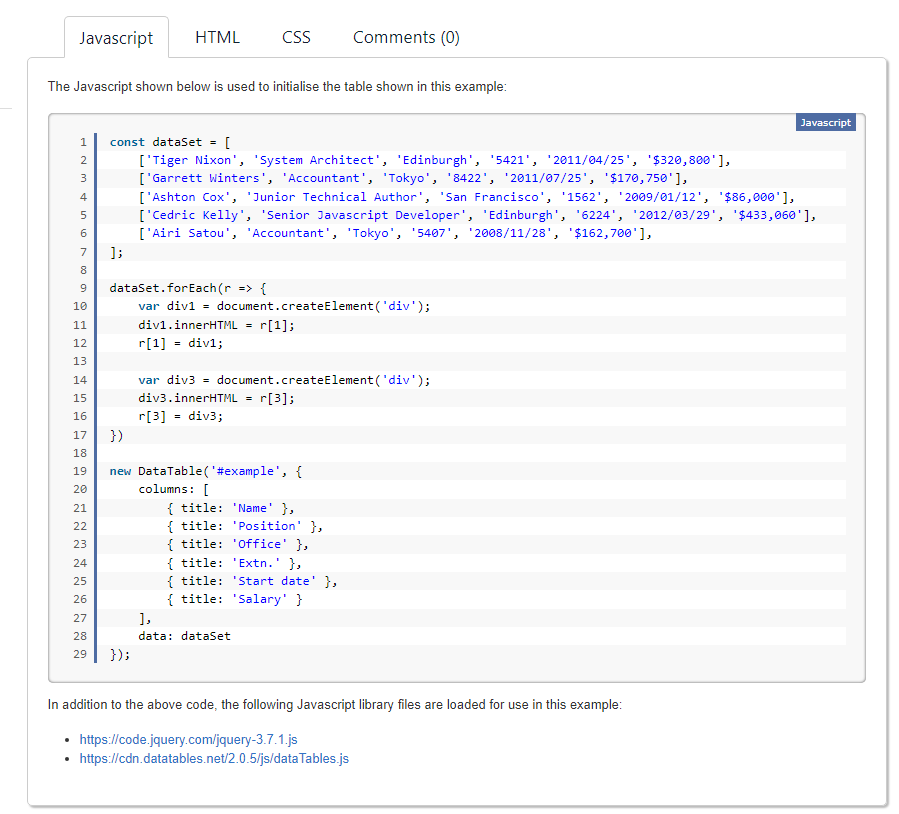 Javascript HTML CSS Comments (0)
The Javascript shown below is used to initialise the table shown in this example:
Javascript
1 const dataSet = [
2     ['Tiger Nixon', 'System Architect', 'Edinburgh', '5421', '2011/04/25', '$320,800'],
3     ['Garrett Winters', 'Accountant', 'Tokyo', '8422', '2011/07/25', '$170,750'],
4     ['Ashton Cox', 'Junior Technical Author', 'San Francisco', '1562', '2009/01/12', '$86,000'],
5     ['Cedric Kelly', 'Senior Javascript Developer', 'Edinburgh', '6224', '2012/03/29', '$433,060'],
6     ['Airi Satou', 'Accountant', 'Tokyo', '5407', '2008/11/28', '$162,700'],
7 ];
8
9 dataSet.forEach(r => {
10     var div1 = document.createElement('div');
11     div1.innerHTML = r[1];
12     r[1] = div1;
13
14     var div3 = document.createElement('div');
15     div3.innerHTML = r[3];
16     r[3] = div3;
17 })
18
19 new DataTable('#example', {
20     columns: [
21         { title: 'Name' },
22         { title: 'Position' },
23         { title: 'Office' },
24         { title: 'Extn.' },
25         { title: 'Start date' },
26         { title: 'Salary' }
27     ],
28     data: dataSet
29 });
In addition to the above code, the following Javascript library files are loaded for use in this example:
• https://code.jquery.com/jquery-3.7.1.js
• https://cdn.datatables.net/2.0.5/js/dataTables.js